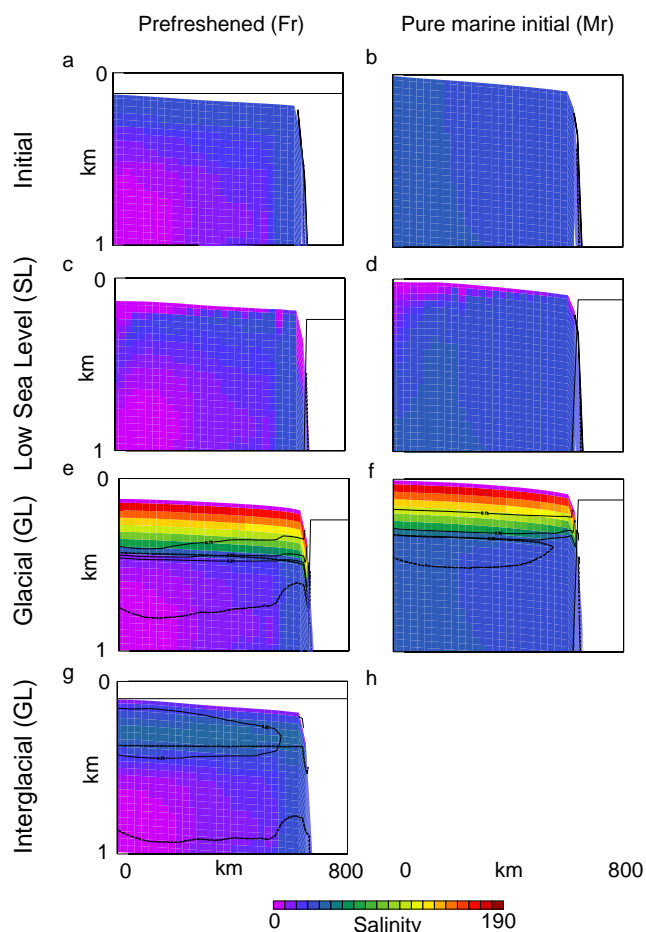 Prefreshened (Fr)
Pure marine initial (Mr)
a
b
0
km
1
Initial
c
d
0
km
1
Low Sea Level (SL)
e
f
0
km
1
Glacial (GL)
g
h
0
km
1
Interglacial (GL)
0 km 800
0 km 800
0 Salinity 190